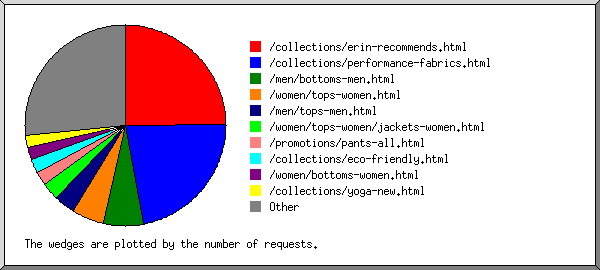 /collections/erin-recommends.html
/collections/performance-fabrics.html
/men/bottoms-men.html
/women/tops-women.html
/men/tops-men.html
/women/tops-women/jackets-women.html
/promotions/pants-all.html
/collections/eco-friendly.html
/women/bottoms-women.html
/collections/yoga-new.html
Other
The wedges are plotted by the number of requests.